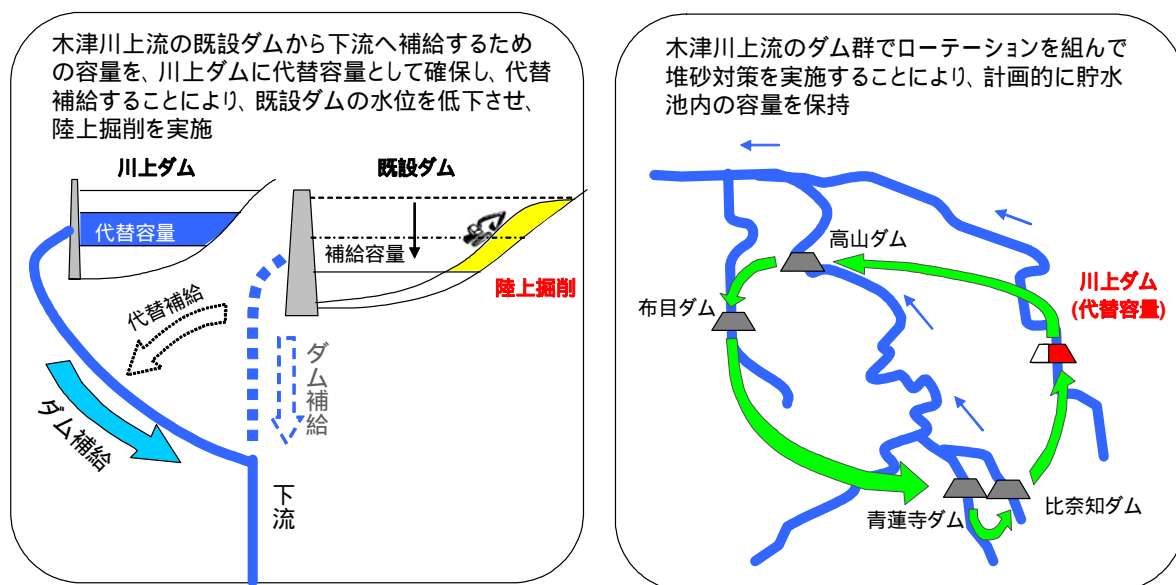 木津川上流の既設ダムから下流へ補給するため
の容量を、川上ダムに代替容量として確保し、代替
補給することにより、既設ダムの水位を低下させ、
陸上掘削を実施
川上ダム
既設ダム
代替容量
補給容量
陸上掘削
代替補給
ダム補給
ダム補給
下流
木津川上流のダム群でローテーションを組んで
堆砂対策を実施することにより、計画的に貯水
池内の容量を保持
高山ダム
布目ダム
川上ダム
(代替容量)
青蓮寺ダム
比奈知ダム